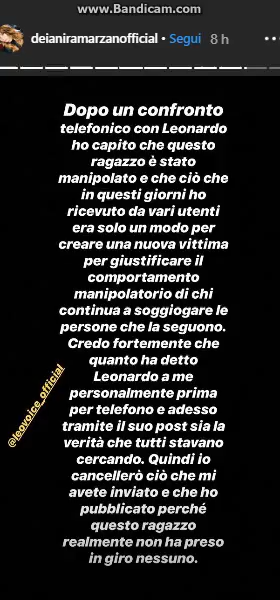 www.Bandicam.com
deianiramarzanofficial • Segui 8 h
Dopo un confronto
telefonico con Leonardo
ho capito che questo
ragazzo è stato
manipolato e che ciò che
in questi giorni ho
ricevuto da vari utenti
era solo un modo per
creare una nuova vittima
per giustificare il
comportamento
manipolatorio di chi
continua a soggiogare le
persone che la seguono.
Credo fortemente che
quanto ha detto
Leonardo a me
personalmente prima
per telefono e adesso
tramite il suo post sia la
verità che tutti stavano
cercando. Quindi io
cancellerò ciò che mi
avete inviato e che ho
pubblicato perché
questo ragazzo
realmente non ha preso
in giro nessuno.
@leovoice_official